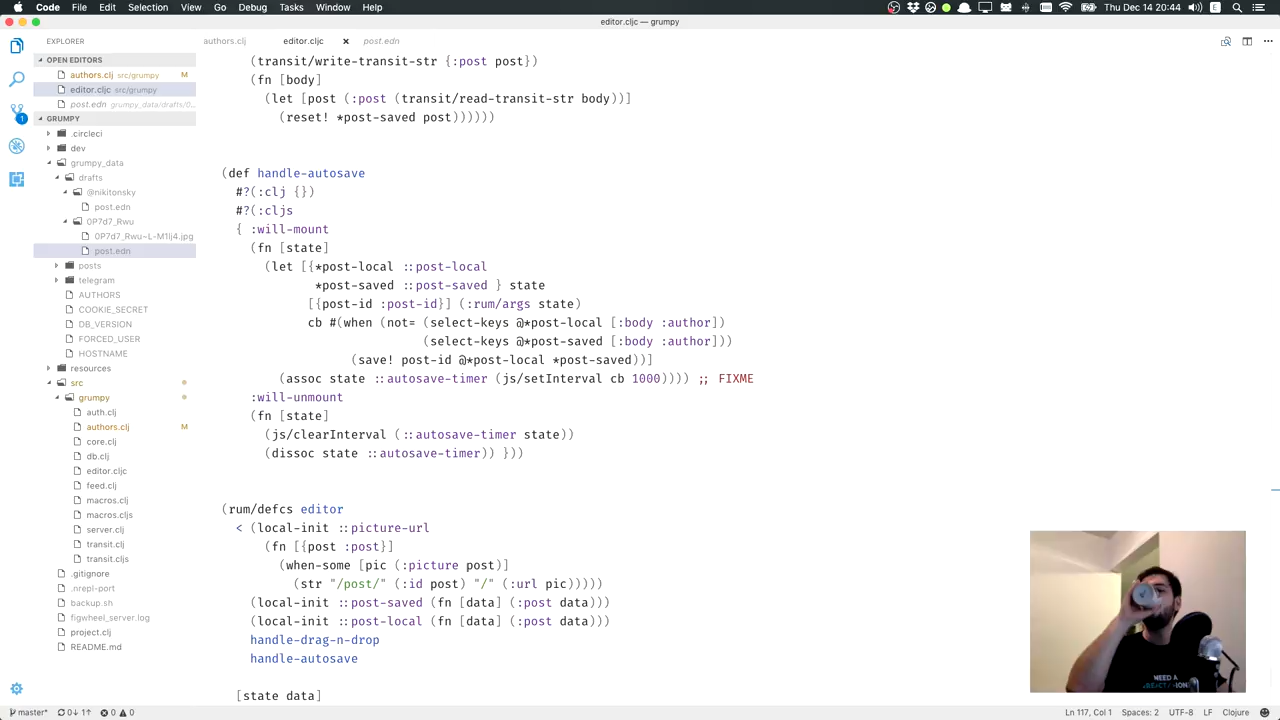 Code File Edit Selection View Go Debug Tasks Window Help
100% Thu Dec 14 20:44 E
editor.cljc — grumpy
EXPLORER
OPEN EDITORS
authors.clj src/grumpy M
editor.cljc src/grumpy
post.edn grumpy_data/drafts/0...
GRUMPY
.circleci
dev
grumpy_data
drafts
@nikitonsky
post.edn
0P7d7_Rwu
0P7d7_Rwu~L-M1Ij4.jpg
post.edn
posts
telegram
AUTHORS
COOKIE_SECRET
DB_VERSION
FORCED_USER
HOSTNAME
resources
src
grumpy
auth.clj
authors.clj M
core.clj
db.clj
editor.cljc
feed.clj
macros.clj
macros.cljs
server.clj
transit.clj
transit.cljs
.gitignore
.nrepl-port
backup.sh
figwheel_server.log
project.clj
README.md
authors.clj editor.cljc post.edn
(transit/write-transit-str {:post post})
(fn [body]
(let [post (:post (transit/read-transit-str body))]
(reset! *post-saved post))))))
(def handle-autosave
#?(:clj {})
#?(:cljs
{ :will-mount
(fn [state]
(let [{*post-local ::post-local
*post-saved ::post-saved } state
[{post-id :post-id}] (:rum/args state)
cb #(when (not= (select-keys @*post-local [:body :author])
(select-keys @*post-saved [:body :author]))
(save! post-id @*post-local *post-saved))]
(assoc state ::autosave-timer (js/setInterval cb 1000)))) ;; FIXME
:will-unmount
(fn [state]
(js/clearInterval (::autosave-timer state))
(dissoc state ::autosave-timer)) }))
(rum/defcs editor
< (local-init ::picture-url
(fn [{post :post}]
(when-some [pic (:picture post)]
(str "/post/" (:id post) "/" (:url pic)))))
(local-init ::post-saved (fn [data] (:post data)))
(local-init ::post-local (fn [data] (:post data)))
handle-drag-n-drop
handle-autosave
[state data]
NEED A
master* 0↓ 1↑ 0 0
Ln 117, Col 1 Spaces: 2 UTF-8 LF Clojure